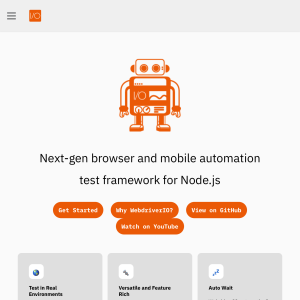 I/O
I/O
Next-gen browser and mobile automation
test framework for Node.js
Get Started
Why WebdriverIO?
View on GitHub
Watch on YouTube
Test in Real
Environments
Versatile and Feature
Rich
Auto Wait